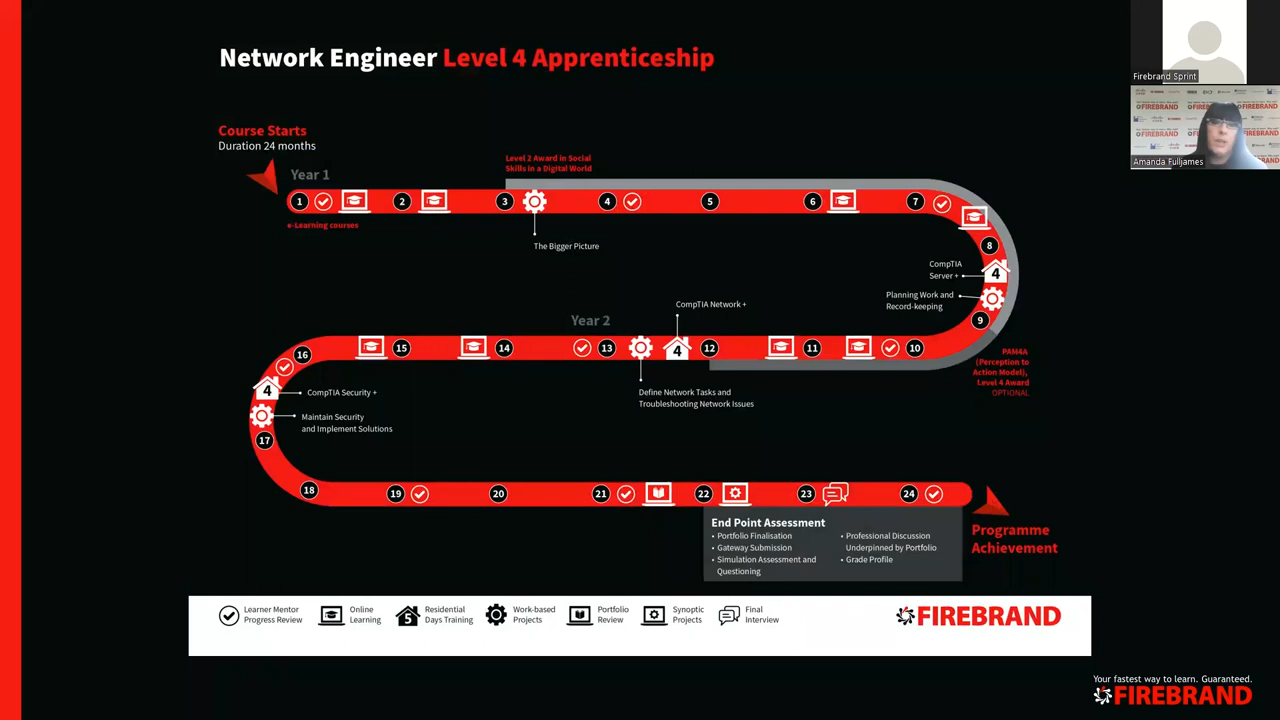 Network Engineer Level 4 Apprenticeship
Firebrand Sprint
FIREBRAND
Amanda Fulljames
Course Starts
Duration 24 months
Year 1
Level 2 Award in Social
Skills in a Digital World
1
2
3
4
5
6
7
e-Learning courses
The Bigger Picture
8
CompTIA
Server +
4
Planning Work and
Record-keeping
9
CompTIA Network +
Year 2
16
15
14
13
4
12
11
10
PAM4A
(Perception to
Action Model),
Level 4 Award
OPTIONAL
Define Network Tasks and
Troubleshooting Network Issues
4
CompTIA Security +
Maintain Security
and Implement Solutions
17
18
19
20
21
22
23
24
End Point Assessment
• Portfolio Finalisation
• Gateway Submission
• Simulation Assessment and
Questioning
• Professional Discussion
Underpinned by Portfolio
• Grade Profile
Programme
Achievement
Learner Mentor
Progress Review
Online
Learning
5
Residential
Days Training
Work-based
Projects
Portfolio
Review
Synoptic
Projects
Final
Interview
FIREBRAND
Your fastest way to learn. Guaranteed.
FIREBRAND